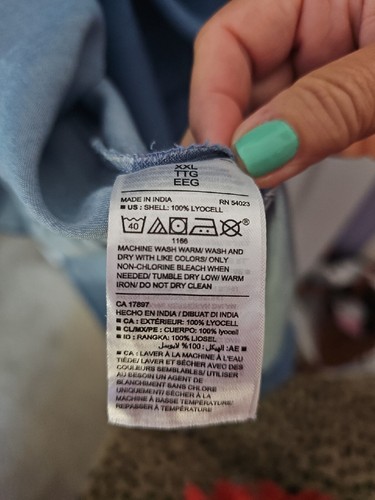 XXL
TTG
EEG
MADE IN INDIA RN 54023
■ US : SHELL: 100% LYOCELL
40
®
1166
MACHINE WASH WARM/ WASH AND
DRY WITH LIKE COLORS/ ONLY
NON-CHLORINE BLEACH WHEN
NEEDED/ TUMBLE DRY LOW/ WARM
IRON/ DO NOT DRY CLEAN
CA 17897
HECHO EN INDIA / DIBUAT DI INDIA
■ CA: EXTÉRIEUR: 100% LYOCELL
■ CL/MX/PE : CUERPO: 100% lyocell
■ ID : RANGKA: 100% LIOSEL
■ AE: الهيكل: 100% لايوسل
■ CA : LAVER À LA MACHINE À L'EAU
TIÈDE/ LAVER ET SÉCHER AVEC DES
COULEURS SEMBLABLES/ UTILISER
AU BESOIN UN AGENT DE
BLANCHIMENT SANS CHLORE
UNIQUEMENT/ SÉCHER À LA
MACHINE À BASSE TEMPÉRATURE/
REPASSER À TEMPÉRATURE